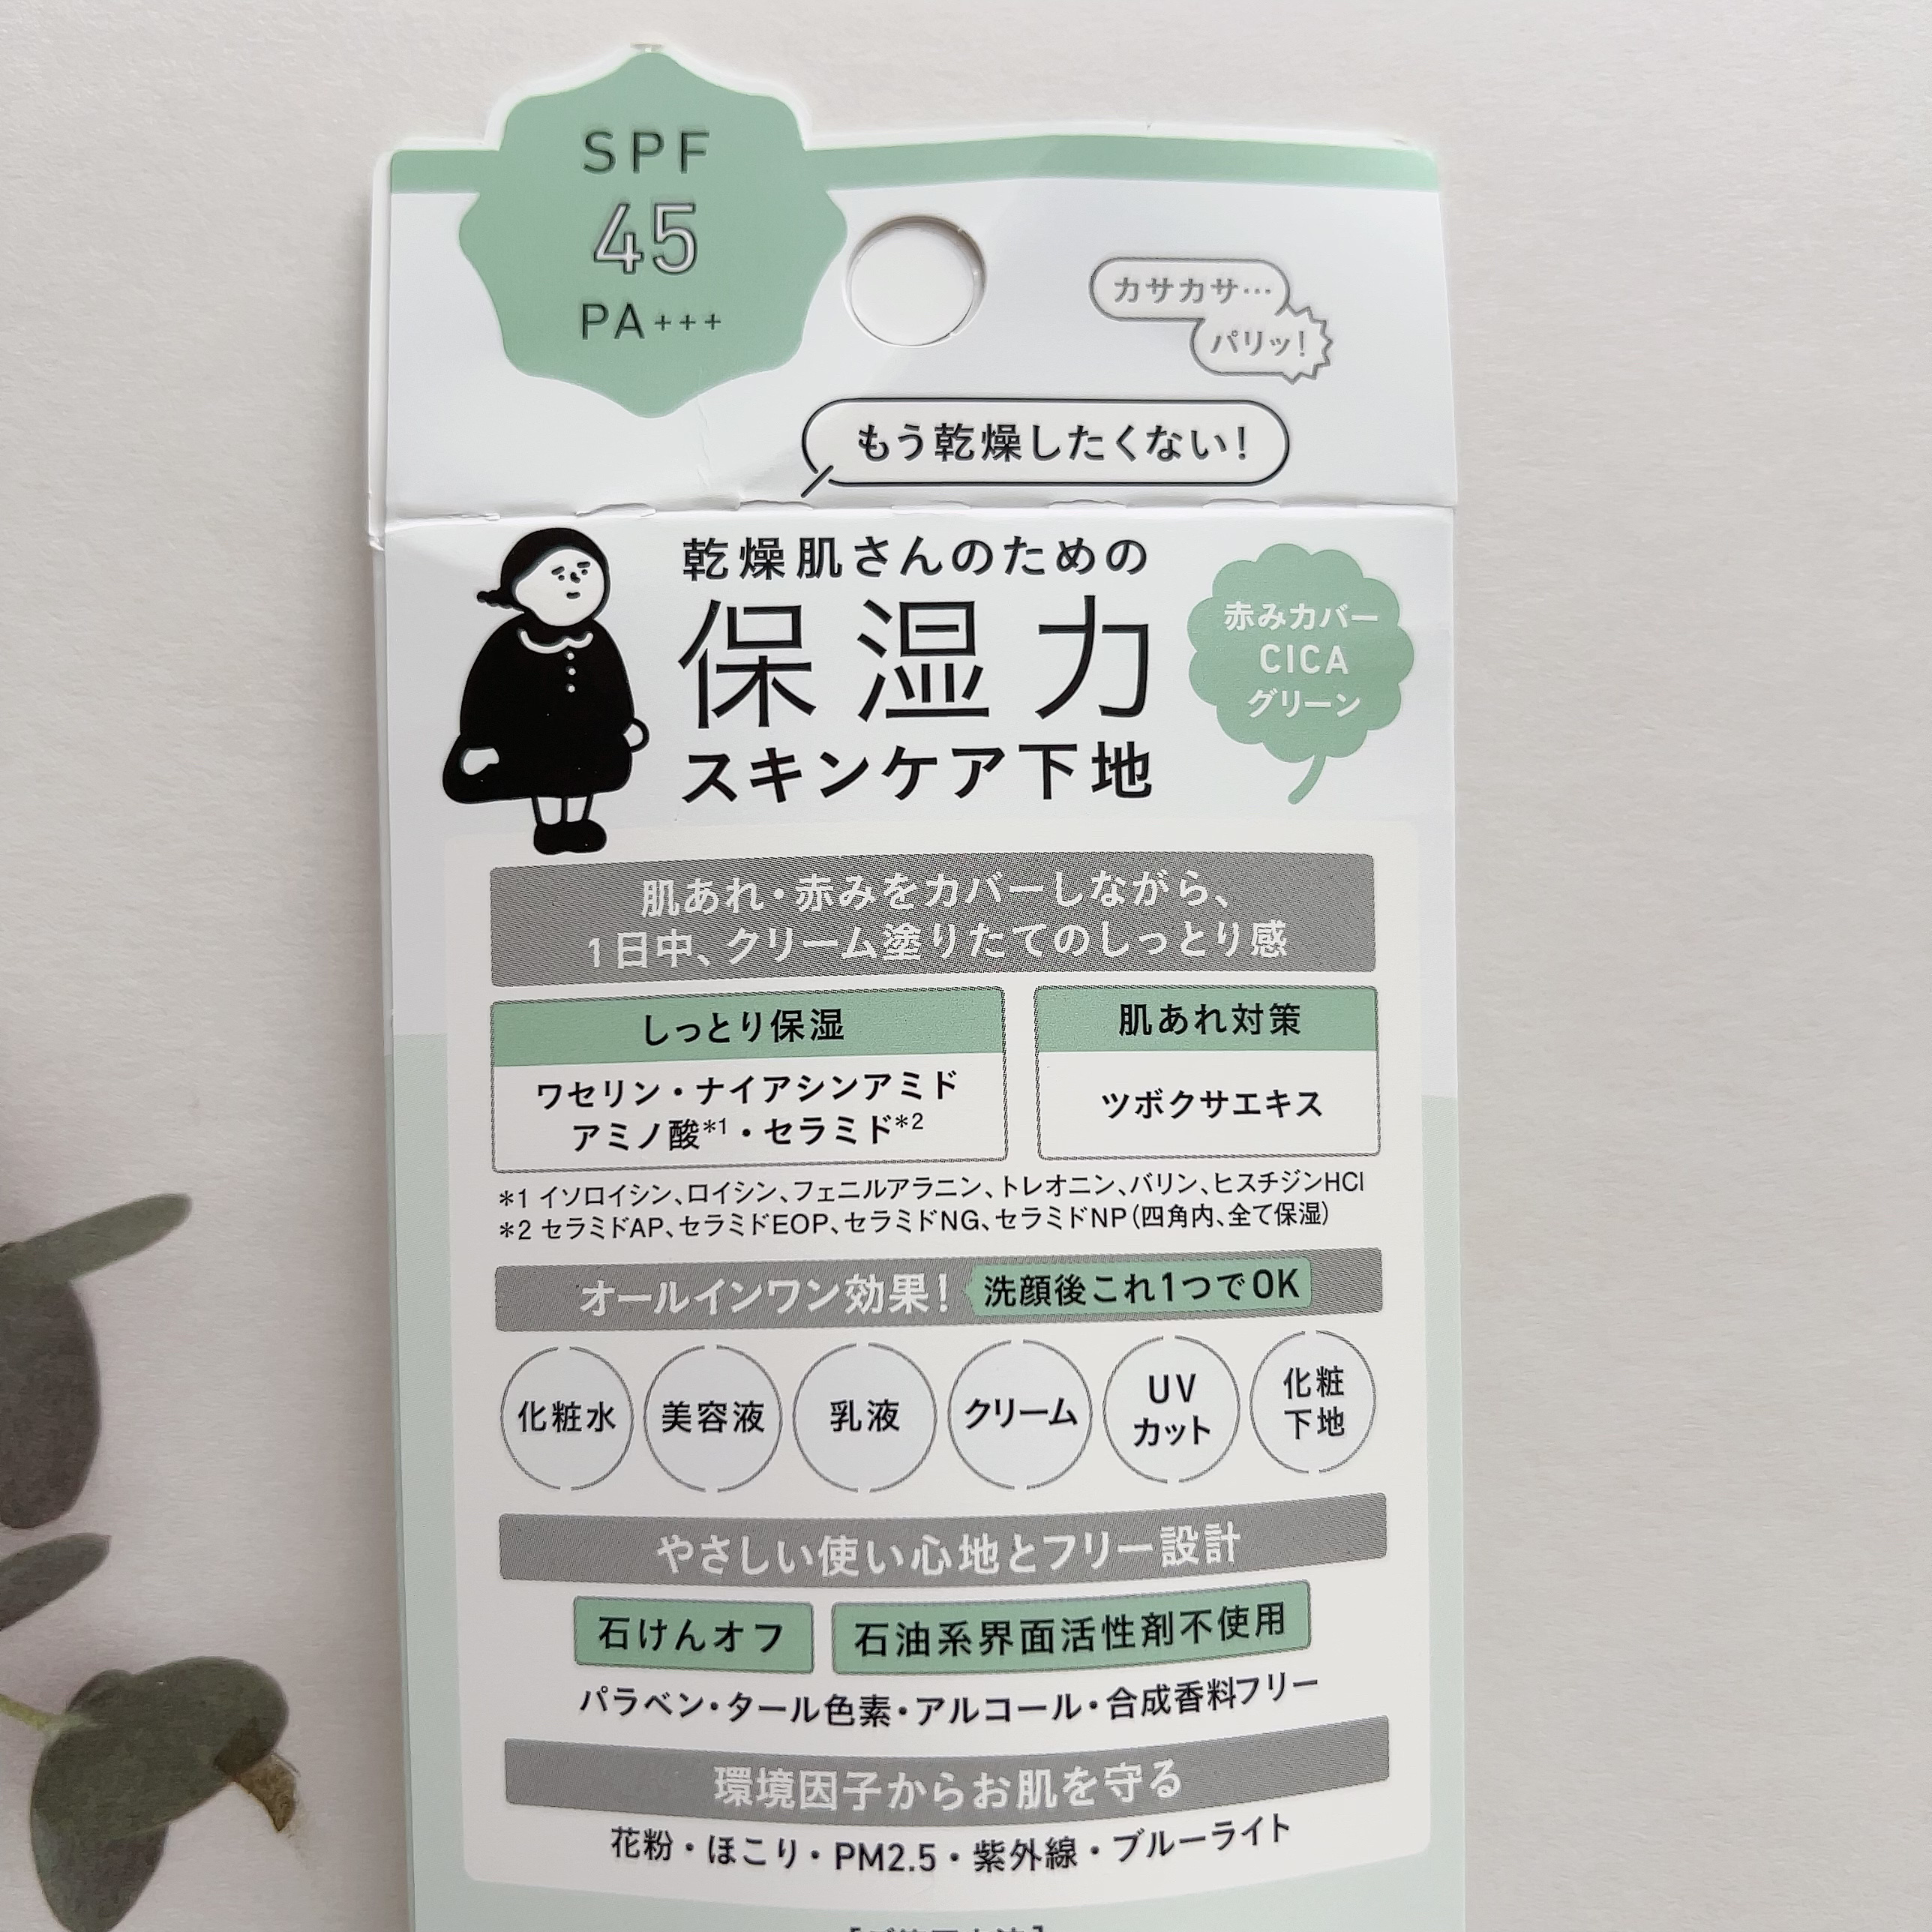 SPF
45
PA+++
カサカサ…
パリッ!
もう乾燥したくない!
乾燥肌さんのための
保湿力
スキンケア下地
赤みカバー
CICA
グリーン
肌あれ・赤みをカバーしながら、
1日中、クリーム塗りたてのしっとり感
しっとり保湿
ワセリン・ナイアシンアミド
アミノ酸*1・セラミド*2
肌あれ対策
ツボクサエキス
*1 イソロイシン、ロイシン、フェニルアラニン、トレオニン、バリン、ヒスチジンHCl
*2 セラミドAP、セラミドEOP、セラミドNG、セラミドNP(四角内、全て保湿)
オールインワン効果! 洗顔後これ1つでOK
化粧水
美容液
乳液
クリーム
UV
カット
化粧
下地
やさしい使い心地とフリー設計
石けんオフ
石油系界面活性剤不使用
パラベン・タール色素・アルコール・合成香料フリー
環境因子からお肌を守る
花粉・ほこり・PM2.5・紫外線・ブルーライト